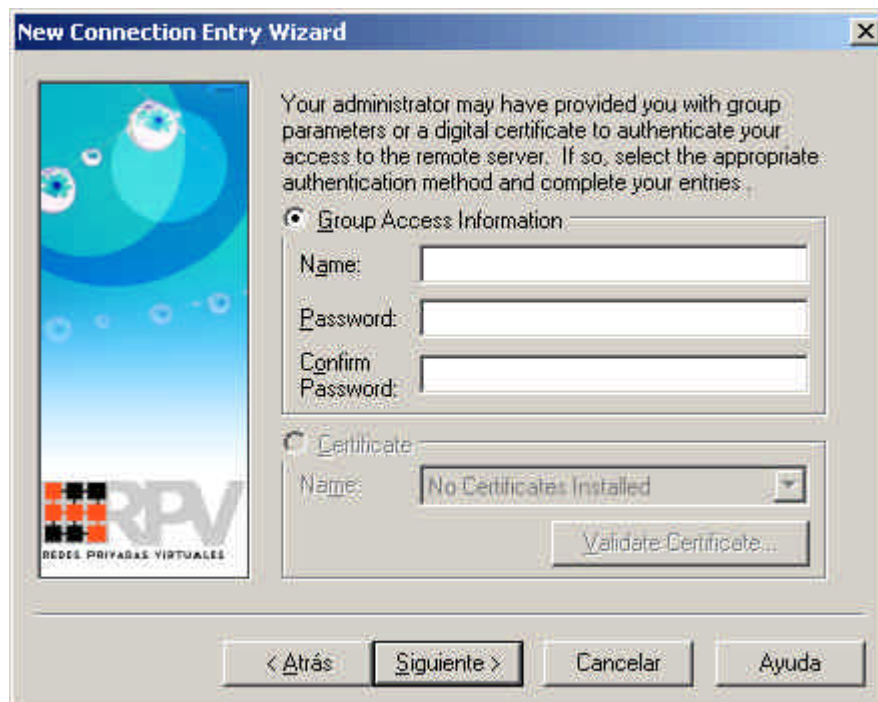 New Connection Entry Wizard
Your administrator may have provided you with group
parameters or a digital certificate to authenticate your
access to the remote server. If so, select the appropriate
authentication method and complete your entries .
Group Access Information
Name:
Password:
Confirm
Password:
Certificate
Name:
No Certificates Installed
Validate Certificate...
RPV
REDES PRIVADAS VIRTUALES
< Atrás
Siguiente >
Cancelar
Ayuda